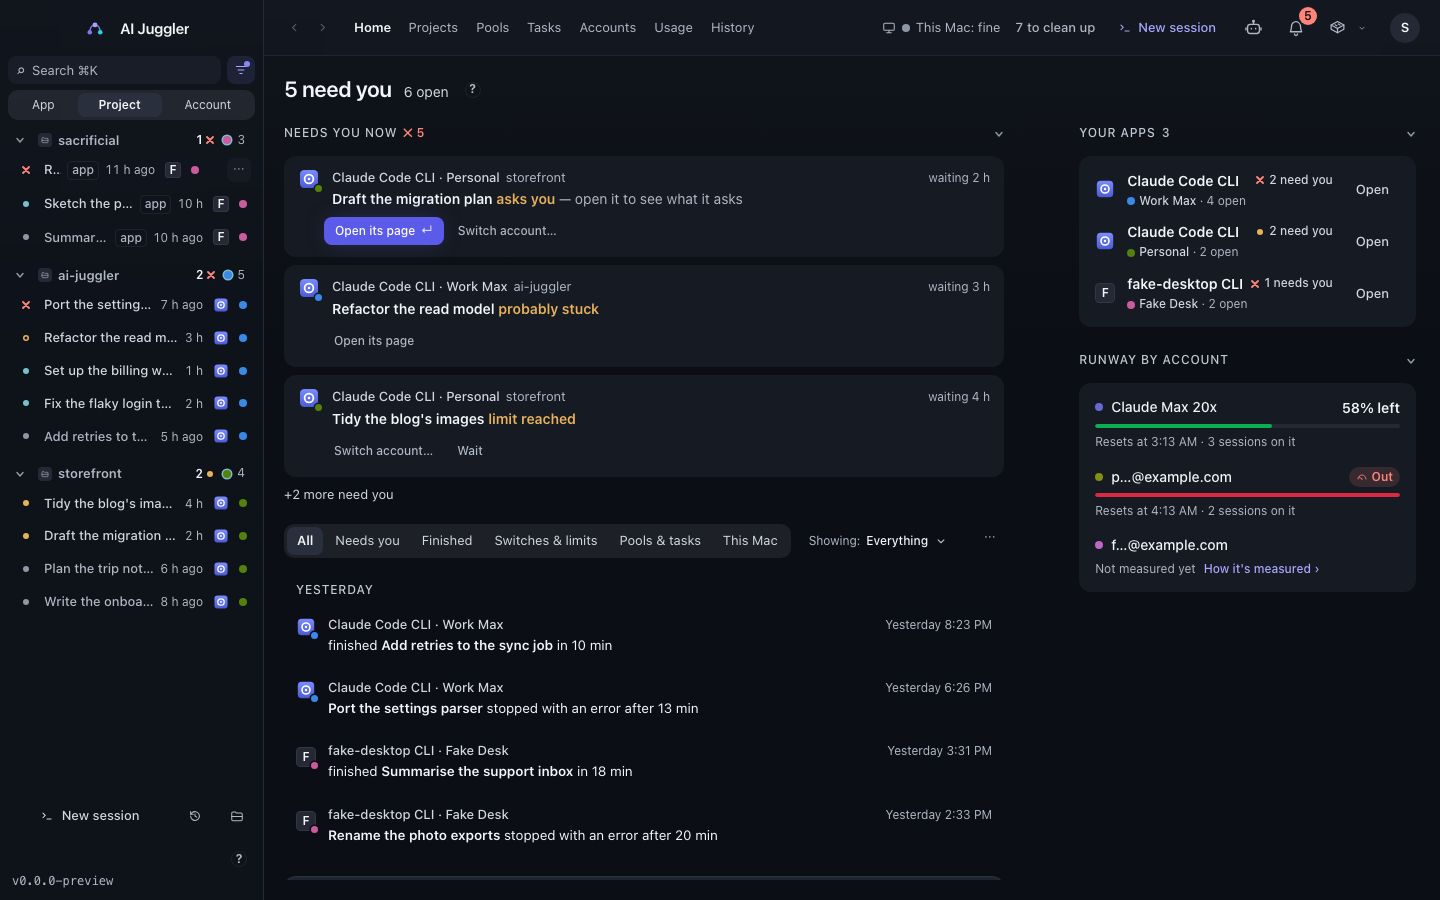 AI Juggler
Home Projects Pools Tasks Accounts Usage History
This Mac: fine 7 to clean up New session 5 S
Search ⌘K
App Project Account
sacrificial 1 3
R.. app 11 h ago F
Sketch the p... app 10 h F
Summar... app 10 h ago F
ai-juggler 2 5
Port the setting... 7 h ago
Refactor the read m... 3 h
Set up the billing w... 1 h
Fix the flaky login t... 2 h
Add retries to t... 5 h ago
storefront 2 4
Tidy the blog's ima... 4 h
Draft the migration ... 2 h
Plan the trip not... 6 h ago
Write the onboa... 8 h ago
New session
?
v0.0.0-preview
5 need you 6 open ?
NEEDS YOU NOW 5
Claude Code CLI · Personal storefront waiting 2 h
Draft the migration plan asks you — open it to see what it asks
Open its page ↵ Switch account...
Claude Code CLI · Work Max ai-juggler waiting 3 h
Refactor the read model probably stuck
Open its page
Claude Code CLI · Personal storefront waiting 4 h
Tidy the blog's images limit reached
Switch account... Wait
+2 more need you
All Needs you Finished Switches & limits Pools & tasks This Mac Showing: Everything ...
YESTERDAY
Claude Code CLI · Work Max Yesterday 8:23 PM
finished Add retries to the sync job in 10 min
Claude Code CLI · Work Max Yesterday 6:26 PM
Port the settings parser stopped with an error after 13 min
F fake-desktop CLI · Fake Desk Yesterday 3:31 PM
finished Summarise the support inbox in 18 min
F fake-desktop CLI · Fake Desk Yesterday 2:33 PM
Rename the photo exports stopped with an error after 20 min
YOUR APPS 3
Claude Code CLI 2 need you Open
Work Max · 4 open
Claude Code CLI 2 need you Open
Personal · 2 open
F fake-desktop CLI 1 needs you Open
Fake Desk · 2 open
RUNWAY BY ACCOUNT
Claude Max 20x 58% left
Resets at 3:13 AM · 3 sessions on it
p...@example.com Out
Resets at 4:13 AM · 2 sessions on it
f...@example.com
Not measured yet How it's measured ›